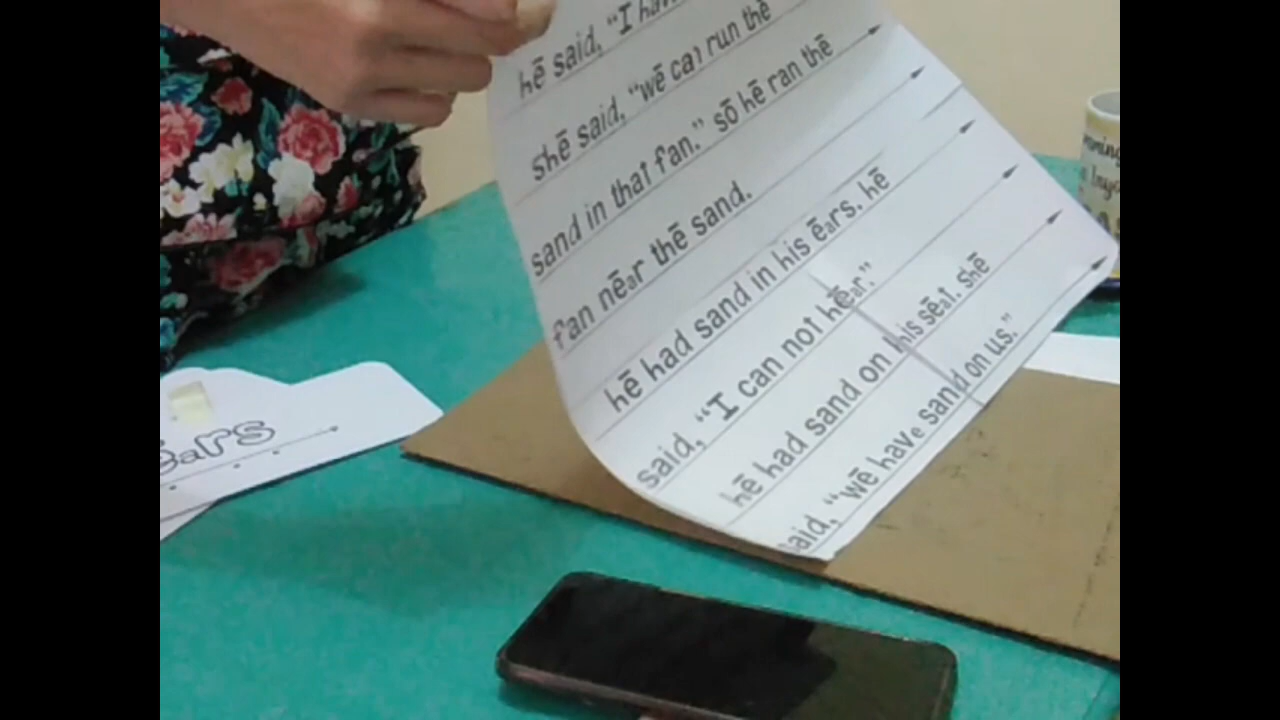 hē said, "I hav
shē said, "wē can run thē
sand in that fan." sō hē ran thē
fan nēar thē sand.
hē had sand in his ēars. hē
said, "I can not hēar."
hē had sand on his sēat. shē
said, "wē have sand on us."
ears